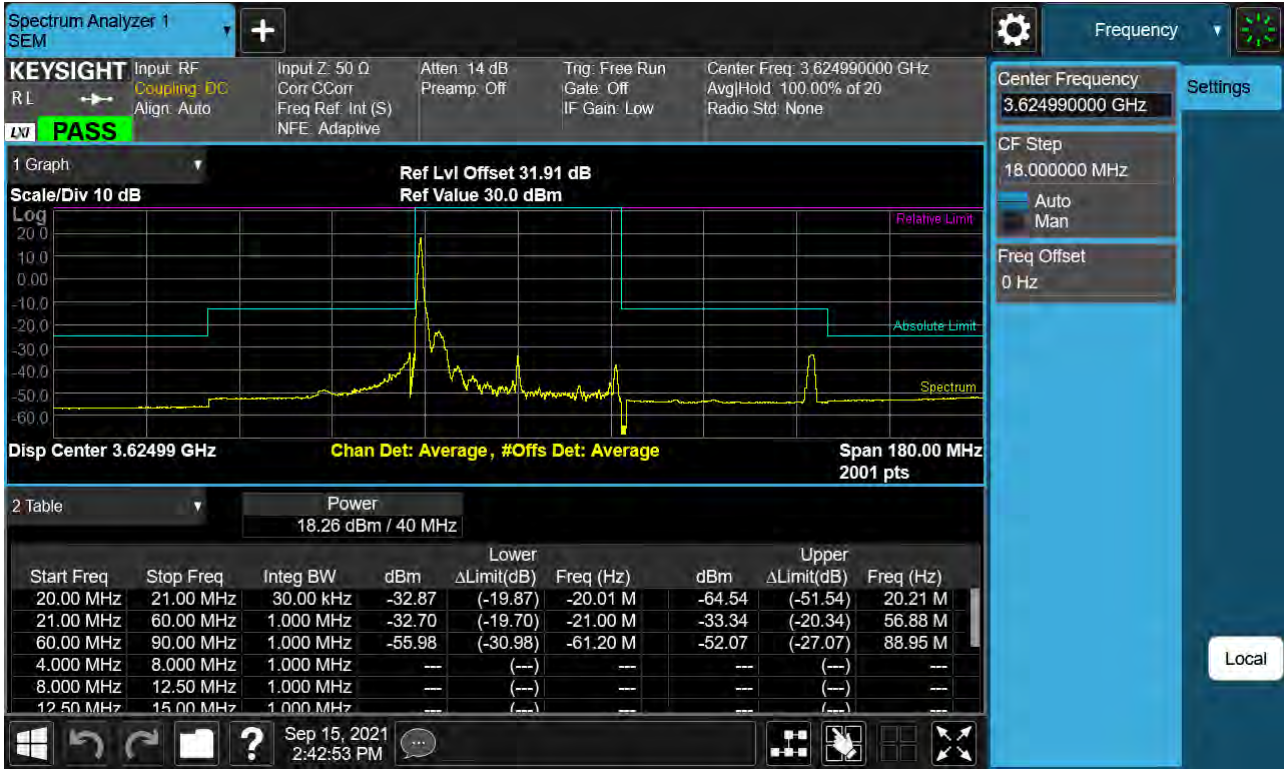 Spectrum Analyzer 1
SEM
Frequency
KEYSIGHT
R L
LXI
PASS
Input: RF
Coupling: DC
Align: Auto
Input Z: 50 Ω
Corr CCorr
Freq Ref: Int (S)
NFE: Adaptive
Atten: 14 dB
Preamp: Off
Trig: Free Run
Gate: Off
IF Gain: Low
Center Freq: 3.624990000 GHz
Avg|Hold: 100.00% of 20
Radio Std: None
Center Frequency
3.624990000 GHz
Settings
CF Step
18.000000 MHz
Auto
Man
Freq Offset
0 Hz
Local
1 Graph
Scale/Div 10 dB
Ref Lvl Offset 31.91 dB
Ref Value 30.0 dBm
Log
20.0
10.0
0.00
-10.0
-20.0
-30.0
-40.0
-50.0
-60.0
Relative Limit
Absolute Limit
Spectrum
Disp Center 3.62499 GHz
Chan Det: Average, #Offs Det: Average
Span 180.00 MHz
2001 pts
2 Table
Power
18.26 dBm / 40 MHz
Lower Upper
Start Freq Stop Freq Integ BW dBm ΔLimit(dB) Freq (Hz) dBm ΔLimit(dB) Freq (Hz)
20.00 MHz 21.00 MHz 30.00 kHz -32.87 (-19.87) -20.01 M -64.54 (-51.54) 20.21 M
21.00 MHz 60.00 MHz 1.000 MHz -32.70 (-19.70) -21.00 M -33.34 (-20.34) 56.88 M
60.00 MHz 90.00 MHz 1.000 MHz -55.98 (-30.98) -61.20 M -52.07 (-27.07) 88.95 M
4.000 MHz 8.000 MHz 1.000 MHz --- (---) --- --- (---) ---
8.000 MHz 12.50 MHz 1.000 MHz --- (---) --- --- (---) ---
12.50 MHz 15.00 MHz 1.000 MHz --- (---) --- --- (---) ---
Sep 15, 2021
2:42:53 PM